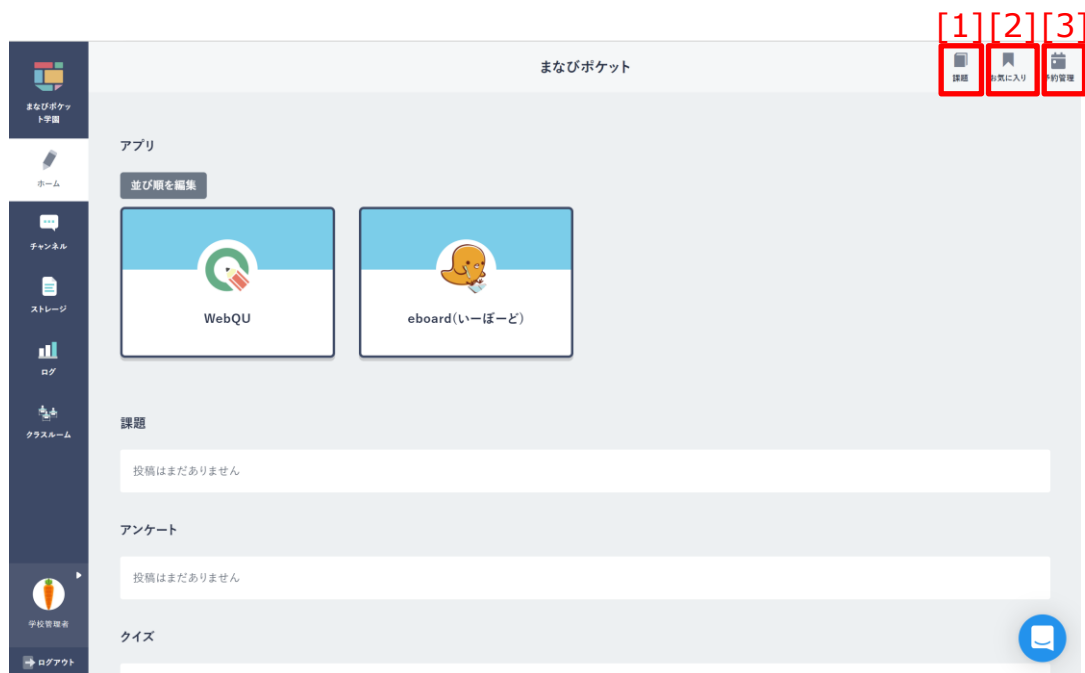 [1][2][3]
まなびポケット
課題
お気に入り
予約管理
まなびポケッ
ト学園
ホーム
チャンネル
ストレージ
ログ
クラスルーム
学校管理者
ログアウト
アプリ
並び順を編集
WebQU
eboard(いーぼーど)
課題
投稿はまだありません
アンケート
投稿はまだありません
クイズ